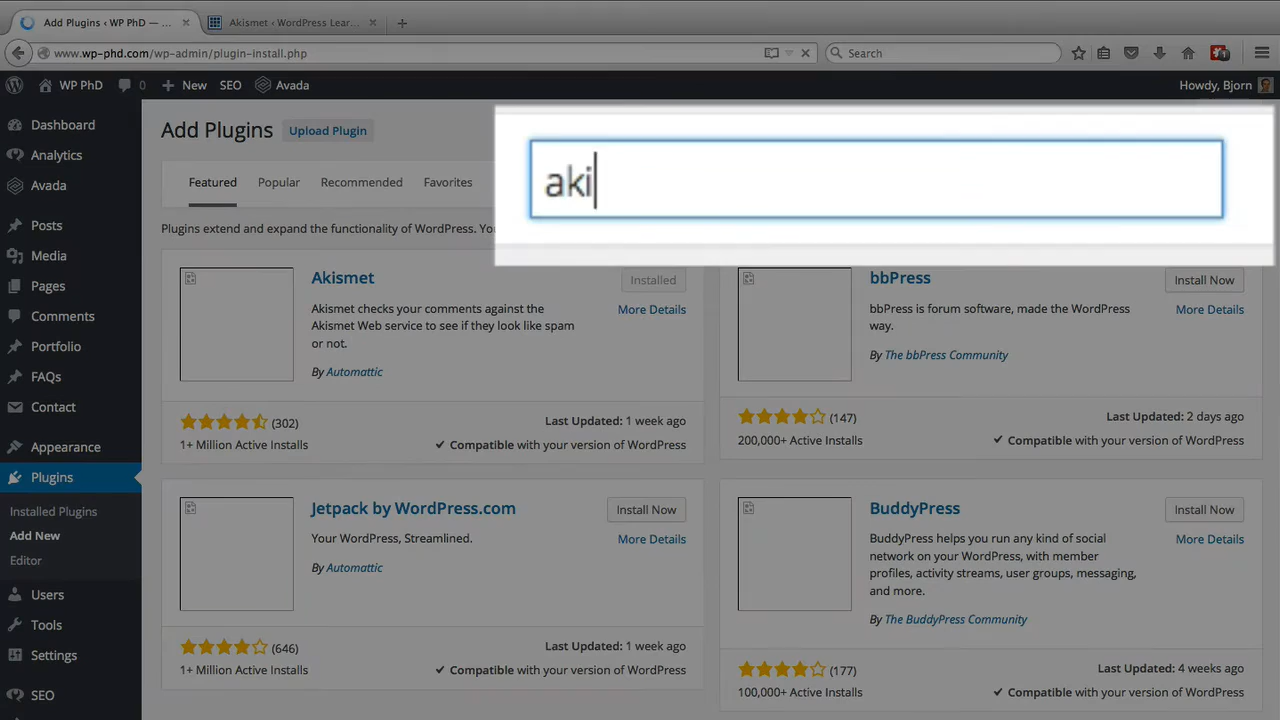 Add Plugins ‹ WP PhD — ...
Akismet ‹ WordPress Lear...
www.wp-phd.com/wp-admin/plugin-install.php
Search
WP PhD
0
New
SEO
Avada
Howdy, Bjorn
Dashboard
Analytics
Avada
Posts
Media
Pages
Comments
Portfolio
FAQs
Contact
Appearance
Plugins
Installed Plugins
Add New
Editor
Users
Tools
Settings
SEO
Add Plugins
Upload Plugin
aki
Featured
Popular
Recommended
Favorites
Plugins extend and expand the functionality of WordPress.
Akismet
Installed
More Details
Akismet checks your comments against the
Akismet Web service to see if they look like spam
or not.
By Automattic
(302)
1+ Million Active Installs
Last Updated: 1 week ago
Compatible with your version of WordPress
bbPress
Install Now
More Details
bbPress is forum software, made the WordPress
way.
By The bbPress Community
(147)
200,000+ Active Installs
Last Updated: 2 days ago
Compatible with your version of WordPress
Jetpack by WordPress.com
Install Now
More Details
Your WordPress, Streamlined.
By Automattic
(646)
1+ Million Active Installs
Last Updated: 1 week ago
Compatible with your version of WordPress
BuddyPress
Install Now
More Details
BuddyPress helps you run any kind of social
network on your WordPress, with member
profiles, activity streams, user groups, messaging,
and more.
By The BuddyPress Community
(177)
100,000+ Active Installs
Last Updated: 4 weeks ago
Compatible with your version of WordPress